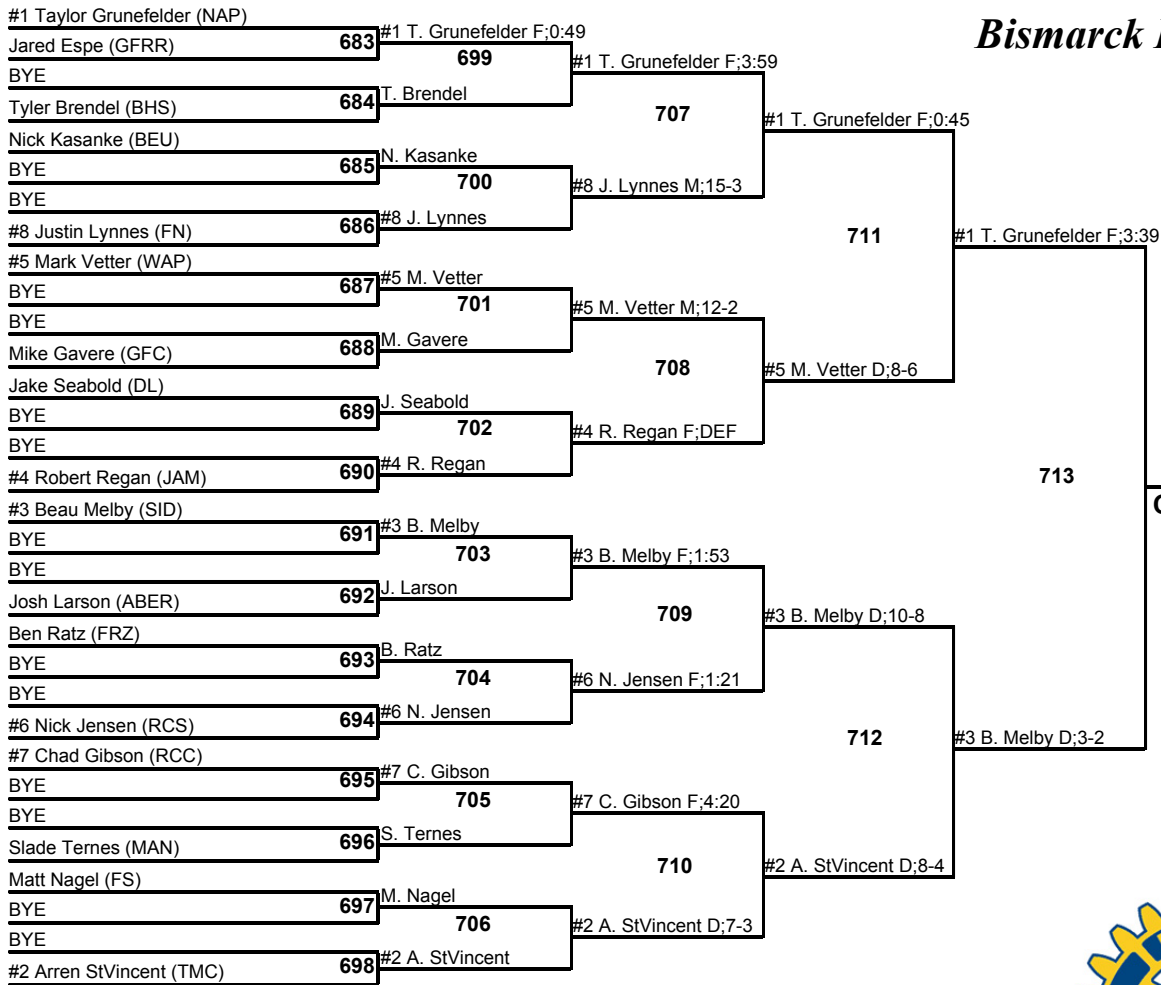 Bismarck
#1 Taylor Grunefelder (NAP)
Jared Espe (GFRR)
BYE
Tyler Brendel (BHS)
Nick Kasanke (BEU)
BYE
BYE
#8 Justin Lynnes (FN)
#5 Mark Vetter (WAP)
BYE
BYE
Mike Gavere (GFC)
Jake Seabold (DL)
BYE
BYE
#4 Robert Regan (JAM)
#3 Beau Melby (SID)
BYE
BYE
Josh Larson (ABER)
Ben Ratz (FRZ)
BYE
BYE
#6 Nick Jensen (RCS)
#7 Chad Gibson (RCC)
BYE
BYE
Slade Ternes (MAN)
Matt Nagel (FS)
BYE
BYE
#2 Arren StVincent (TMC)
683
684
685
686
687
688
689
690
691
692
693
694
695
696
697
698
#1 T. Grunefelder F;0:49
699
T. Brendel
N. Kasanke
700
#8 J. Lynnes
#5 M. Vetter
701
M. Gavere
J. Seabold
702
#4 R. Regan
#3 B. Melby
703
J. Larson
B. Ratz
704
#6 N. Jensen
#7 C. Gibson
705
S. Ternes
M. Nagel
706
#2 A. StVincent
#1 T. Grunefelder F;3:59
707
#8 J. Lynnes M;15-3
#5 M. Vetter M;12-2
708
#4 R. Regan F;DEF
#3 B. Melby F;1:53
709
#6 N. Jensen F;1:21
#7 C. Gibson F;4:20
710
#2 A. StVincent D;7-3
#1 T. Grunefelder F;0:45
711
#5 M. Vetter D;8-6
#3 B. Melby D;10-8
712
#2 A. StVincent D;8-4
#1 T. Grunefelder F;3:39
713
#3 B. Melby D;3-2